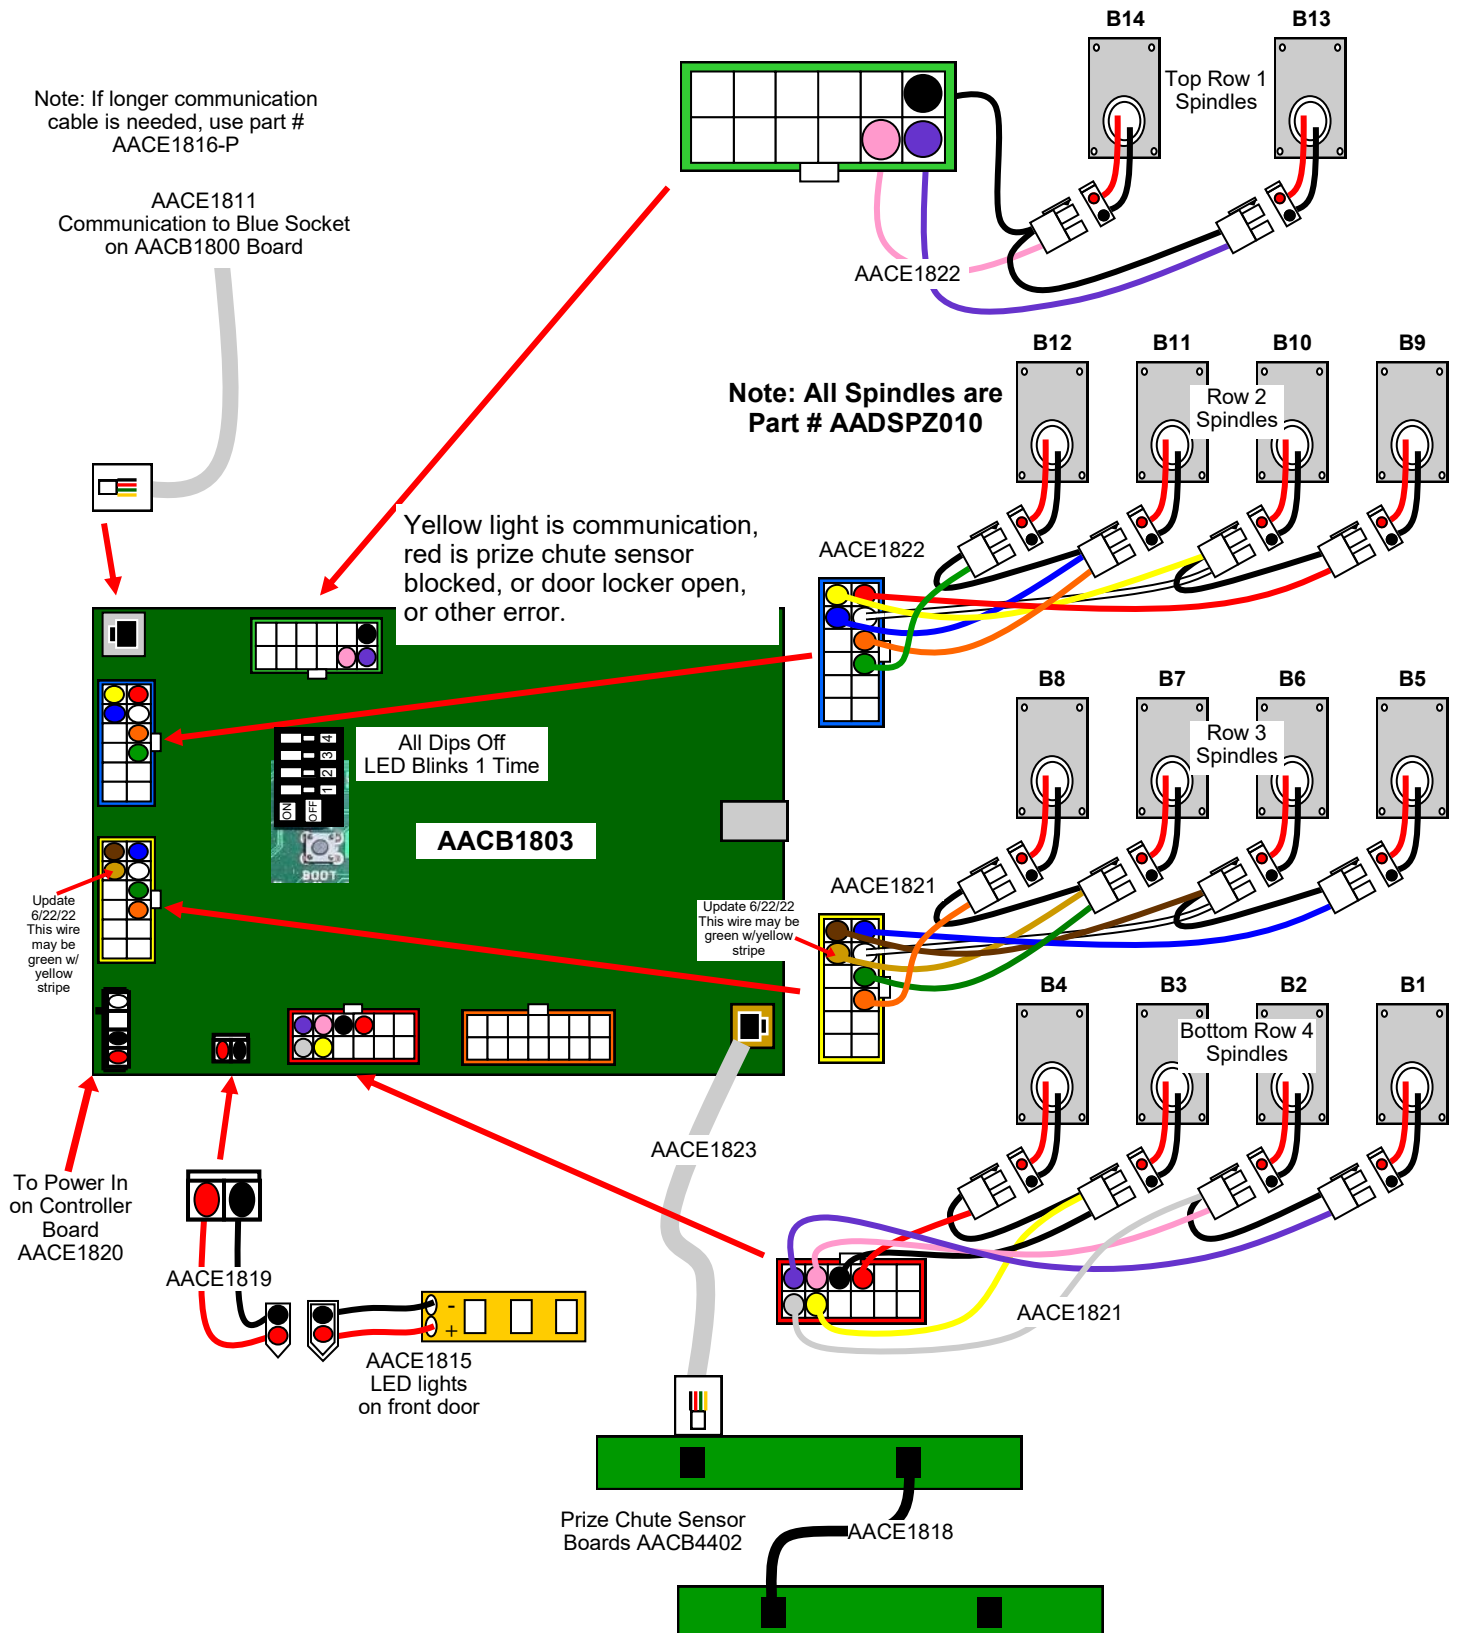 B14
B13
Top Row 1
Spindles
Note: If longer communication
cable is needed, use part #
AACE1816-P
AACE1811
Communication to Blue Socket
on AACB1800 Board
AACE1822
B12
B11
B10
B9
Note: All Spindles are
Part # AADSPZ010
Row 2
Spindles
Yellow light is communication,
red is prize chute sensor
blocked, or door locker open,
or other error.
AACE1822
B8
B7
B6
B5
Row 3
Spindles
All Dips Off
LED Blinks 1 Time
1 2 3 4
ON
OFF
BOOT
AACB1803
AACE1821
Update
6/22/22
This wire
may be
green w/
yellow
stripe
Update 6/22/22
This wire may be
green w/yellow
stripe
B4
B3
B2
B1
Bottom Row 4
Spindles
AACE1823
To Power In
on Controller
Board
AACE1820
AACE1819
AACE1821
-
+
AACE1815
LED lights
on front door
Prize Chute Sensor
Boards AACB4402
AACE1818